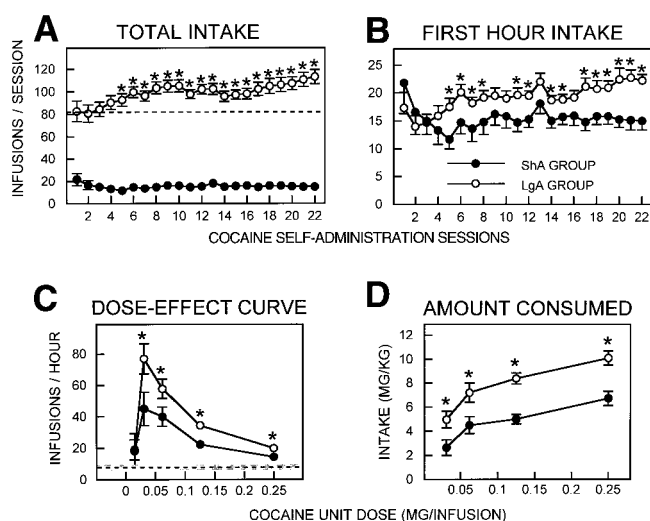 A TOTAL INTAKE
INFUSIONS / SESSION
120
100
80
60
40
20
0
2 4 6 8 10 12 14 16 18 20 22
B FIRST HOUR INTAKE
25
20
15
10
5
0
ShA GROUP
LgA GROUP
2 4 6 8 10 12 14 16 18 20 22
COCAINE SELF-ADMINISTRATION SESSIONS
C DOSE-EFFECT CURVE
INFUSIONS / HOUR
80
60
40
20
0
0 0.05 0.1 0.15 0.2 0.25
D AMOUNT CONSUMED
INTAKE (MG/KG)
12
10
8
6
4
2
0
0.05 0.1 0.15 0.2 0.25
COCAINE UNIT DOSE (MG/INFUSION)